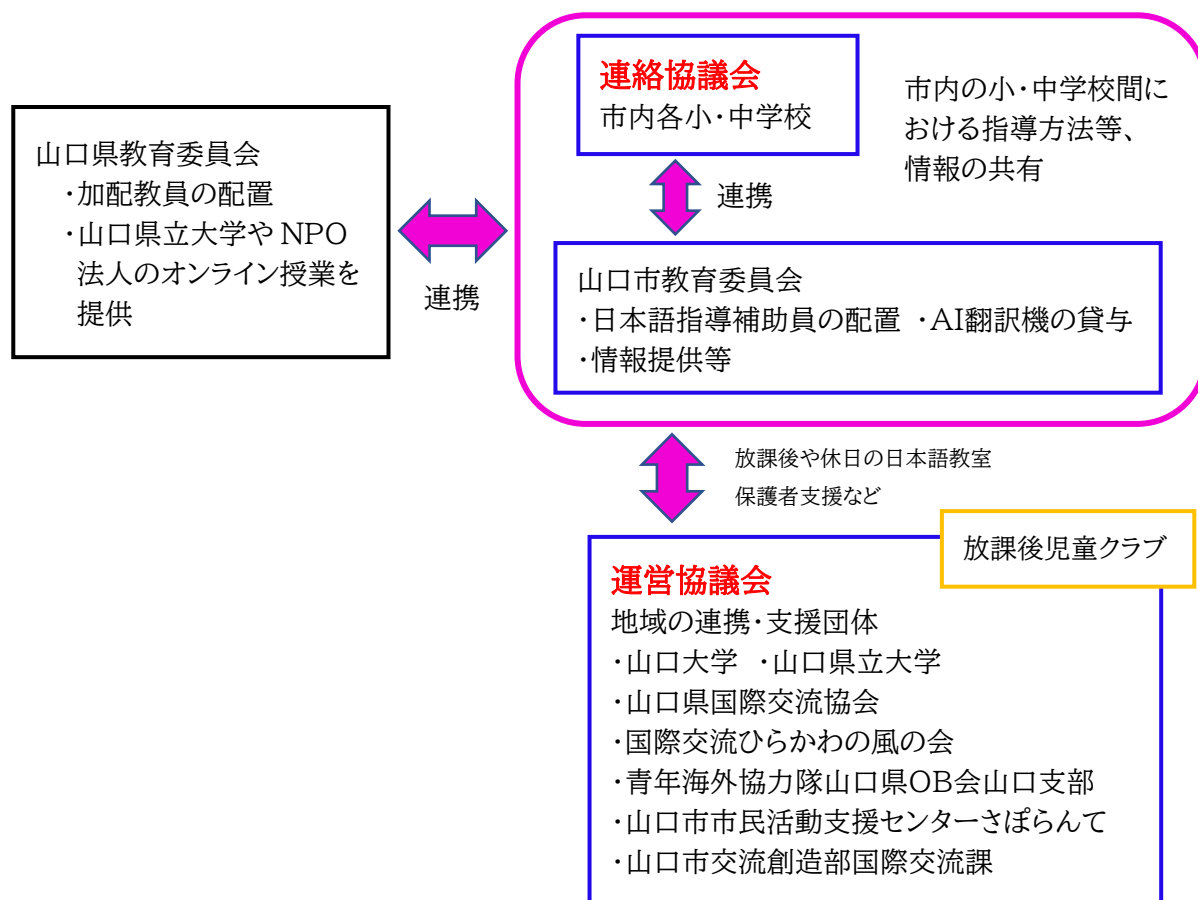 山口県教育委員会
・加配教員の配置
・山口県立大学や NPO
法人のオンライン授業を
提供
連携
連絡協議会
市内各小・中学校
市内の小・中学校間に
おける指導方法等、
情報の共有
連携
山口市教育委員会
・日本語指導補助員の配置 ・AI翻訳機の貸与
・情報提供等
放課後や休日の日本語教室
保護者支援など
放課後児童クラブ
運営協議会
地域の連携・支援団体
・山口大学 ・山口県立大学
・山口県国際交流協会
・国際交流ひらかわの風の会
・青年海外協力隊山口県OB会山口支部
・山口市市民活動支援センターさぽらんて
・山口市交流創造部国際交流課